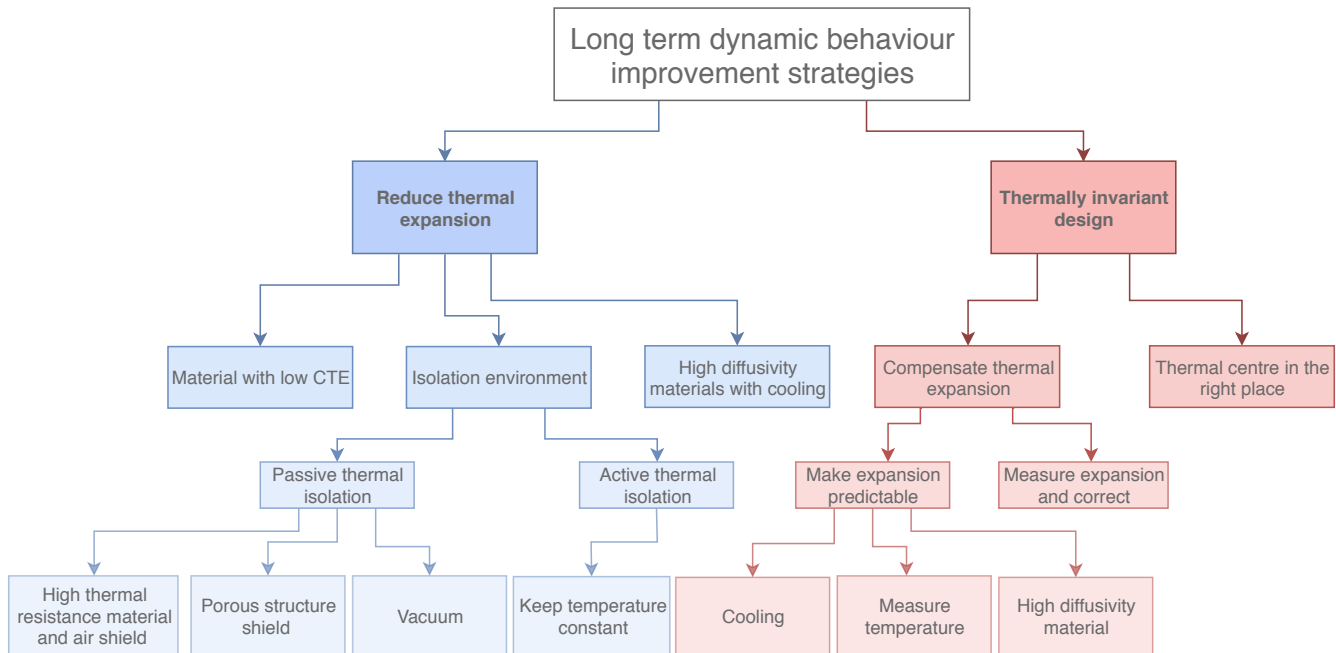 Long term dynamic behaviour
improvement strategies
Reduce thermal
expansion
Thermally invariant
design
Material with low CTE
Isolation environment
High diffusivity
materials with cooling
Compensate thermal
expansion
Thermal centre in the
right place
Passive thermal
isolation
Active thermal
isolation
Make expansion
predictable
Measure expansion
and correct
High thermal
resistance material
and air shield
Porous structure
shield
Vacuum
Keep temperature
constant
Cooling
Measure
temperature
High diffusivity
material